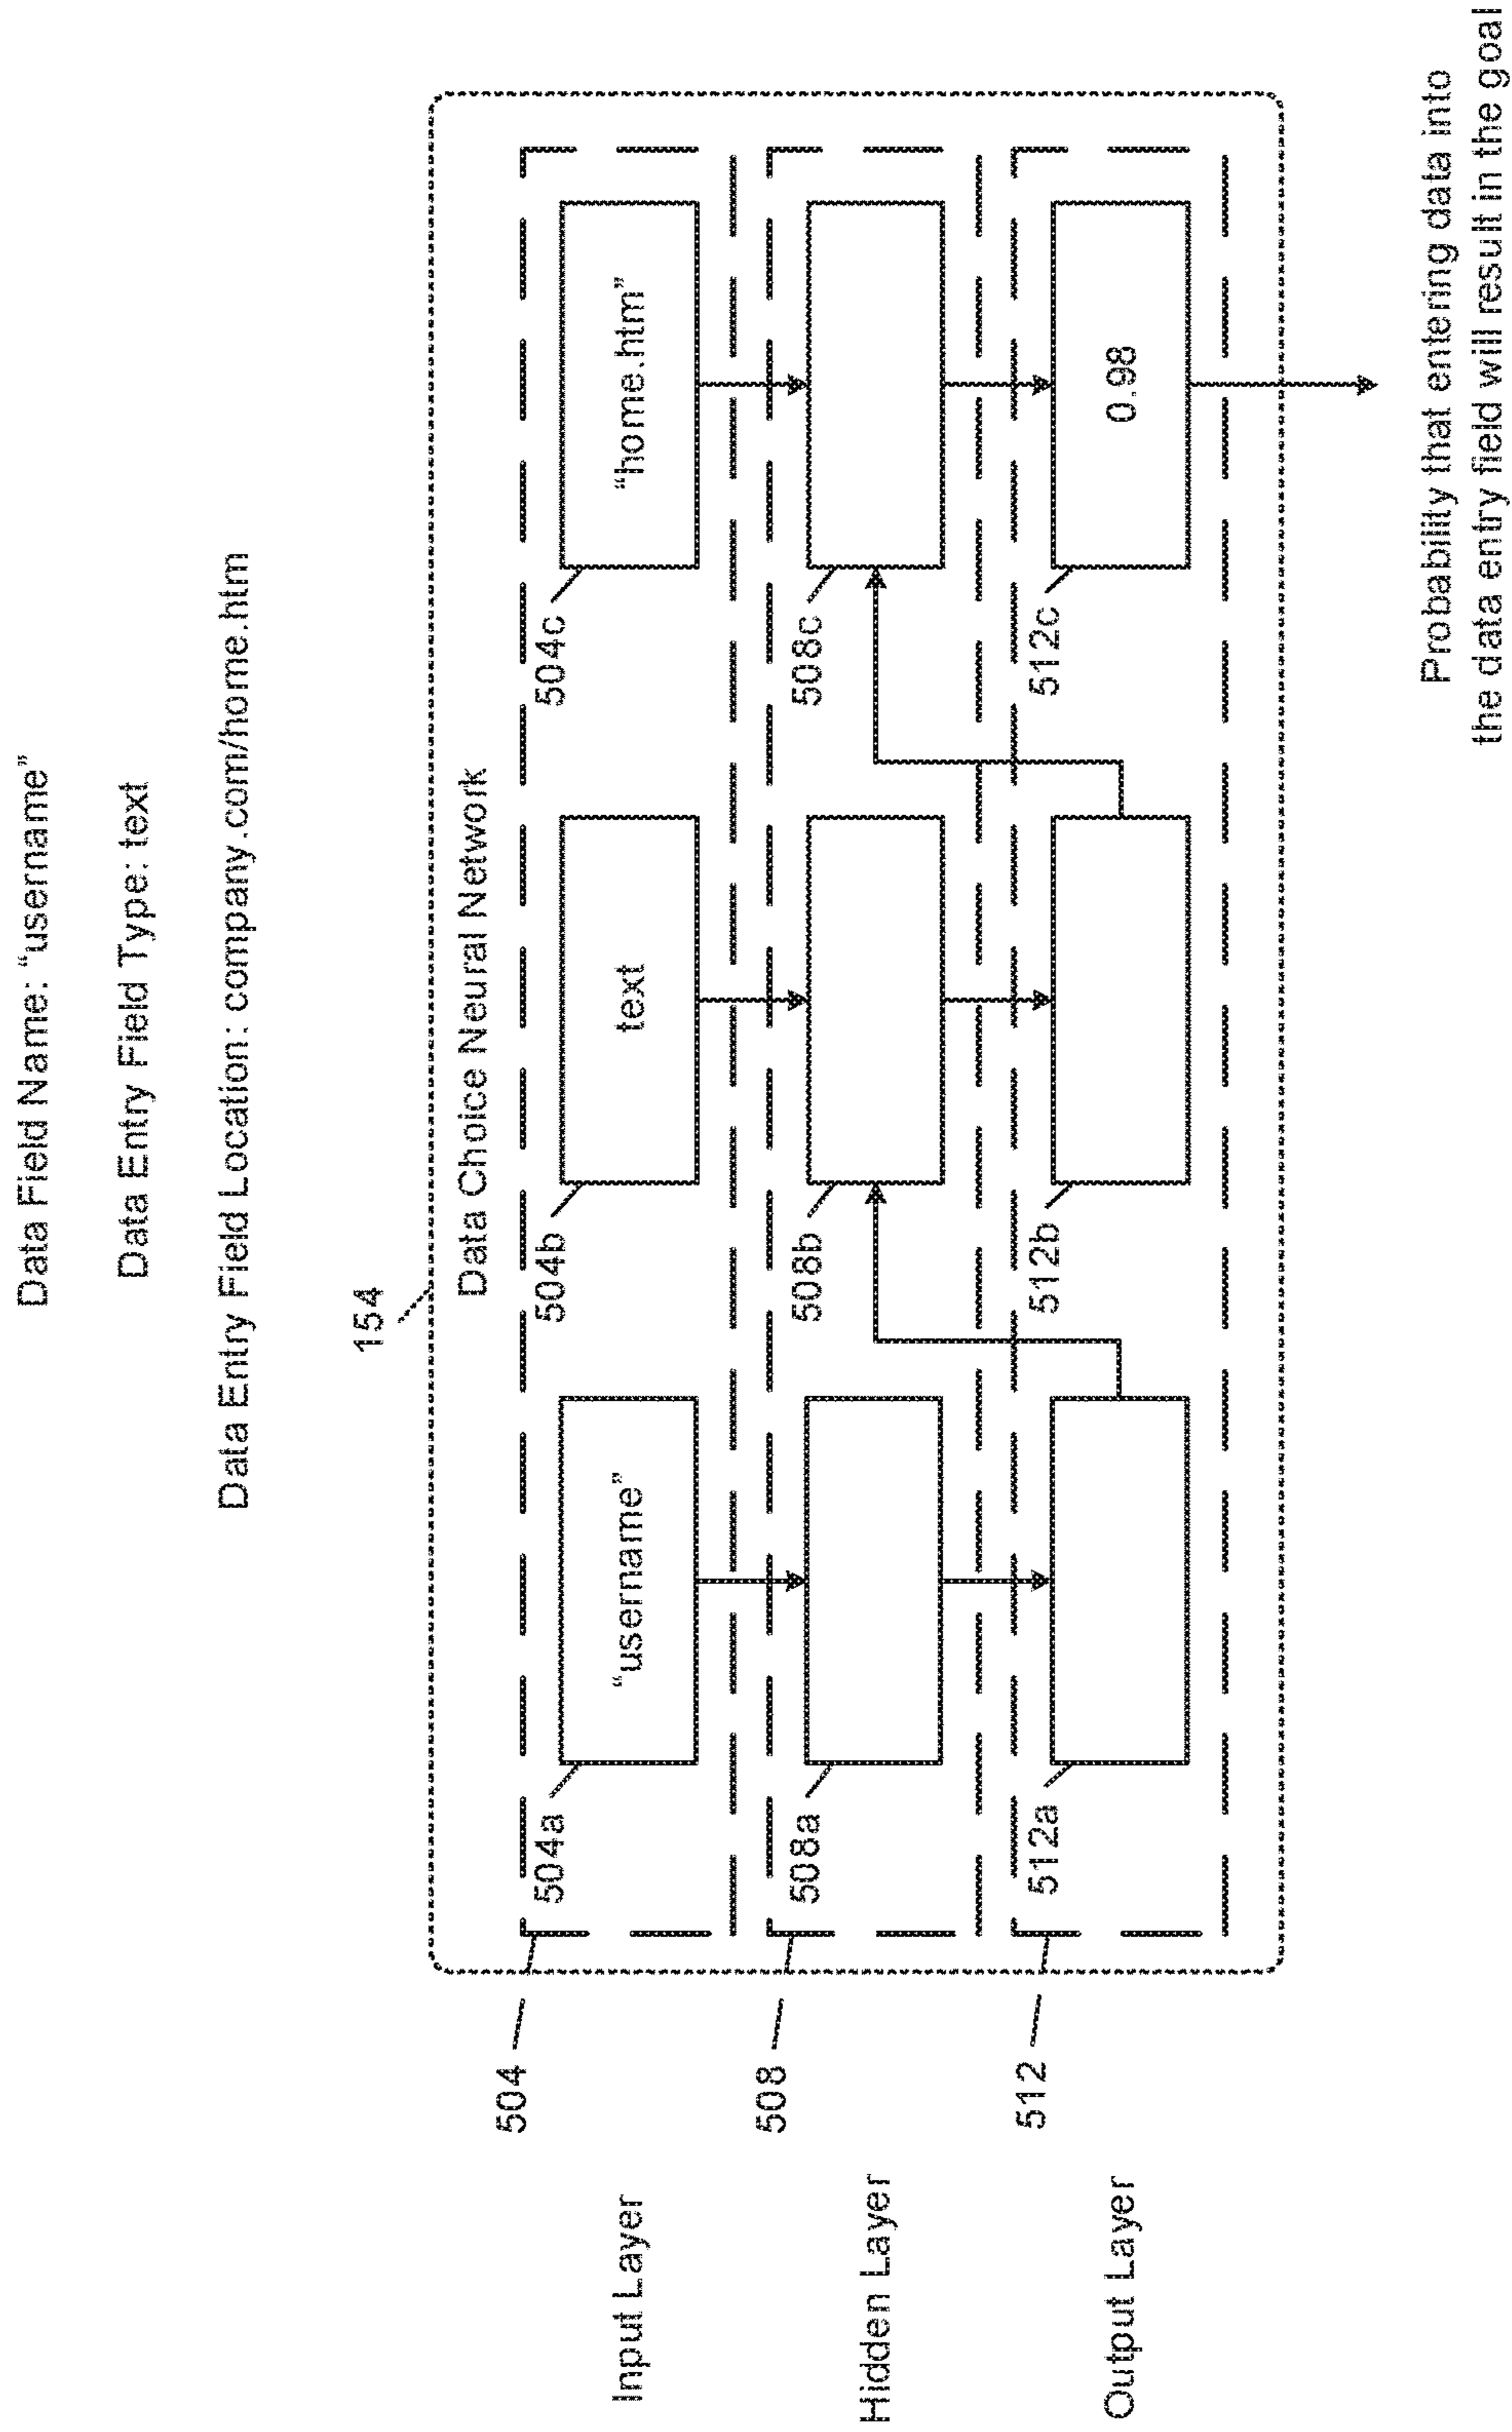 Data Field Name: “username”
Data Entry Field Type: text
Data Entry Field Location: company.com/home.htm
154
Data Choice Neural Network
504
Input Layer
504a
“username”
504b
text
504c
“home.htm”
508
Hidden Layer
508a
508b
508c
512
Output Layer
512a
512b
512c
0.98
Probability that entering data into
the data entry field will result in the goal